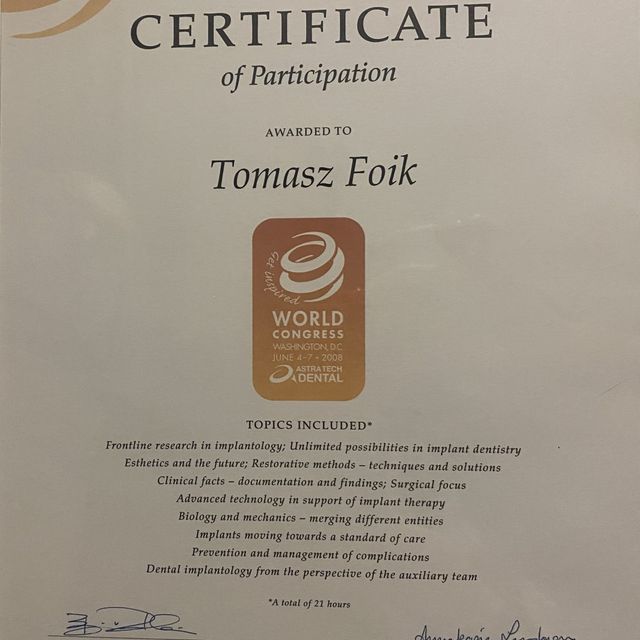 CERTIFICATE
of Participation
AWARDED TO
Tomasz Foik
Get inspired
WORLD
CONGRESS
WASHINGTON, D.C.
JUNE 4-7 • 2008
ASTRA TECH
DENTAL
TOPICS INCLUDED*
Frontline research in implantology; Unlimited possibilities in implant dentistry
Esthetics and the future; Restorative methods – techniques and solutions
Clinical facts – documentation and findings; Surgical focus
Advanced technology in support of implant therapy
Biology and mechanics – merging different entities
Implants moving towards a standard of care
Prevention and management of complications
Dental implantology from the perspective of the auxiliary team
*A total of 21 hours